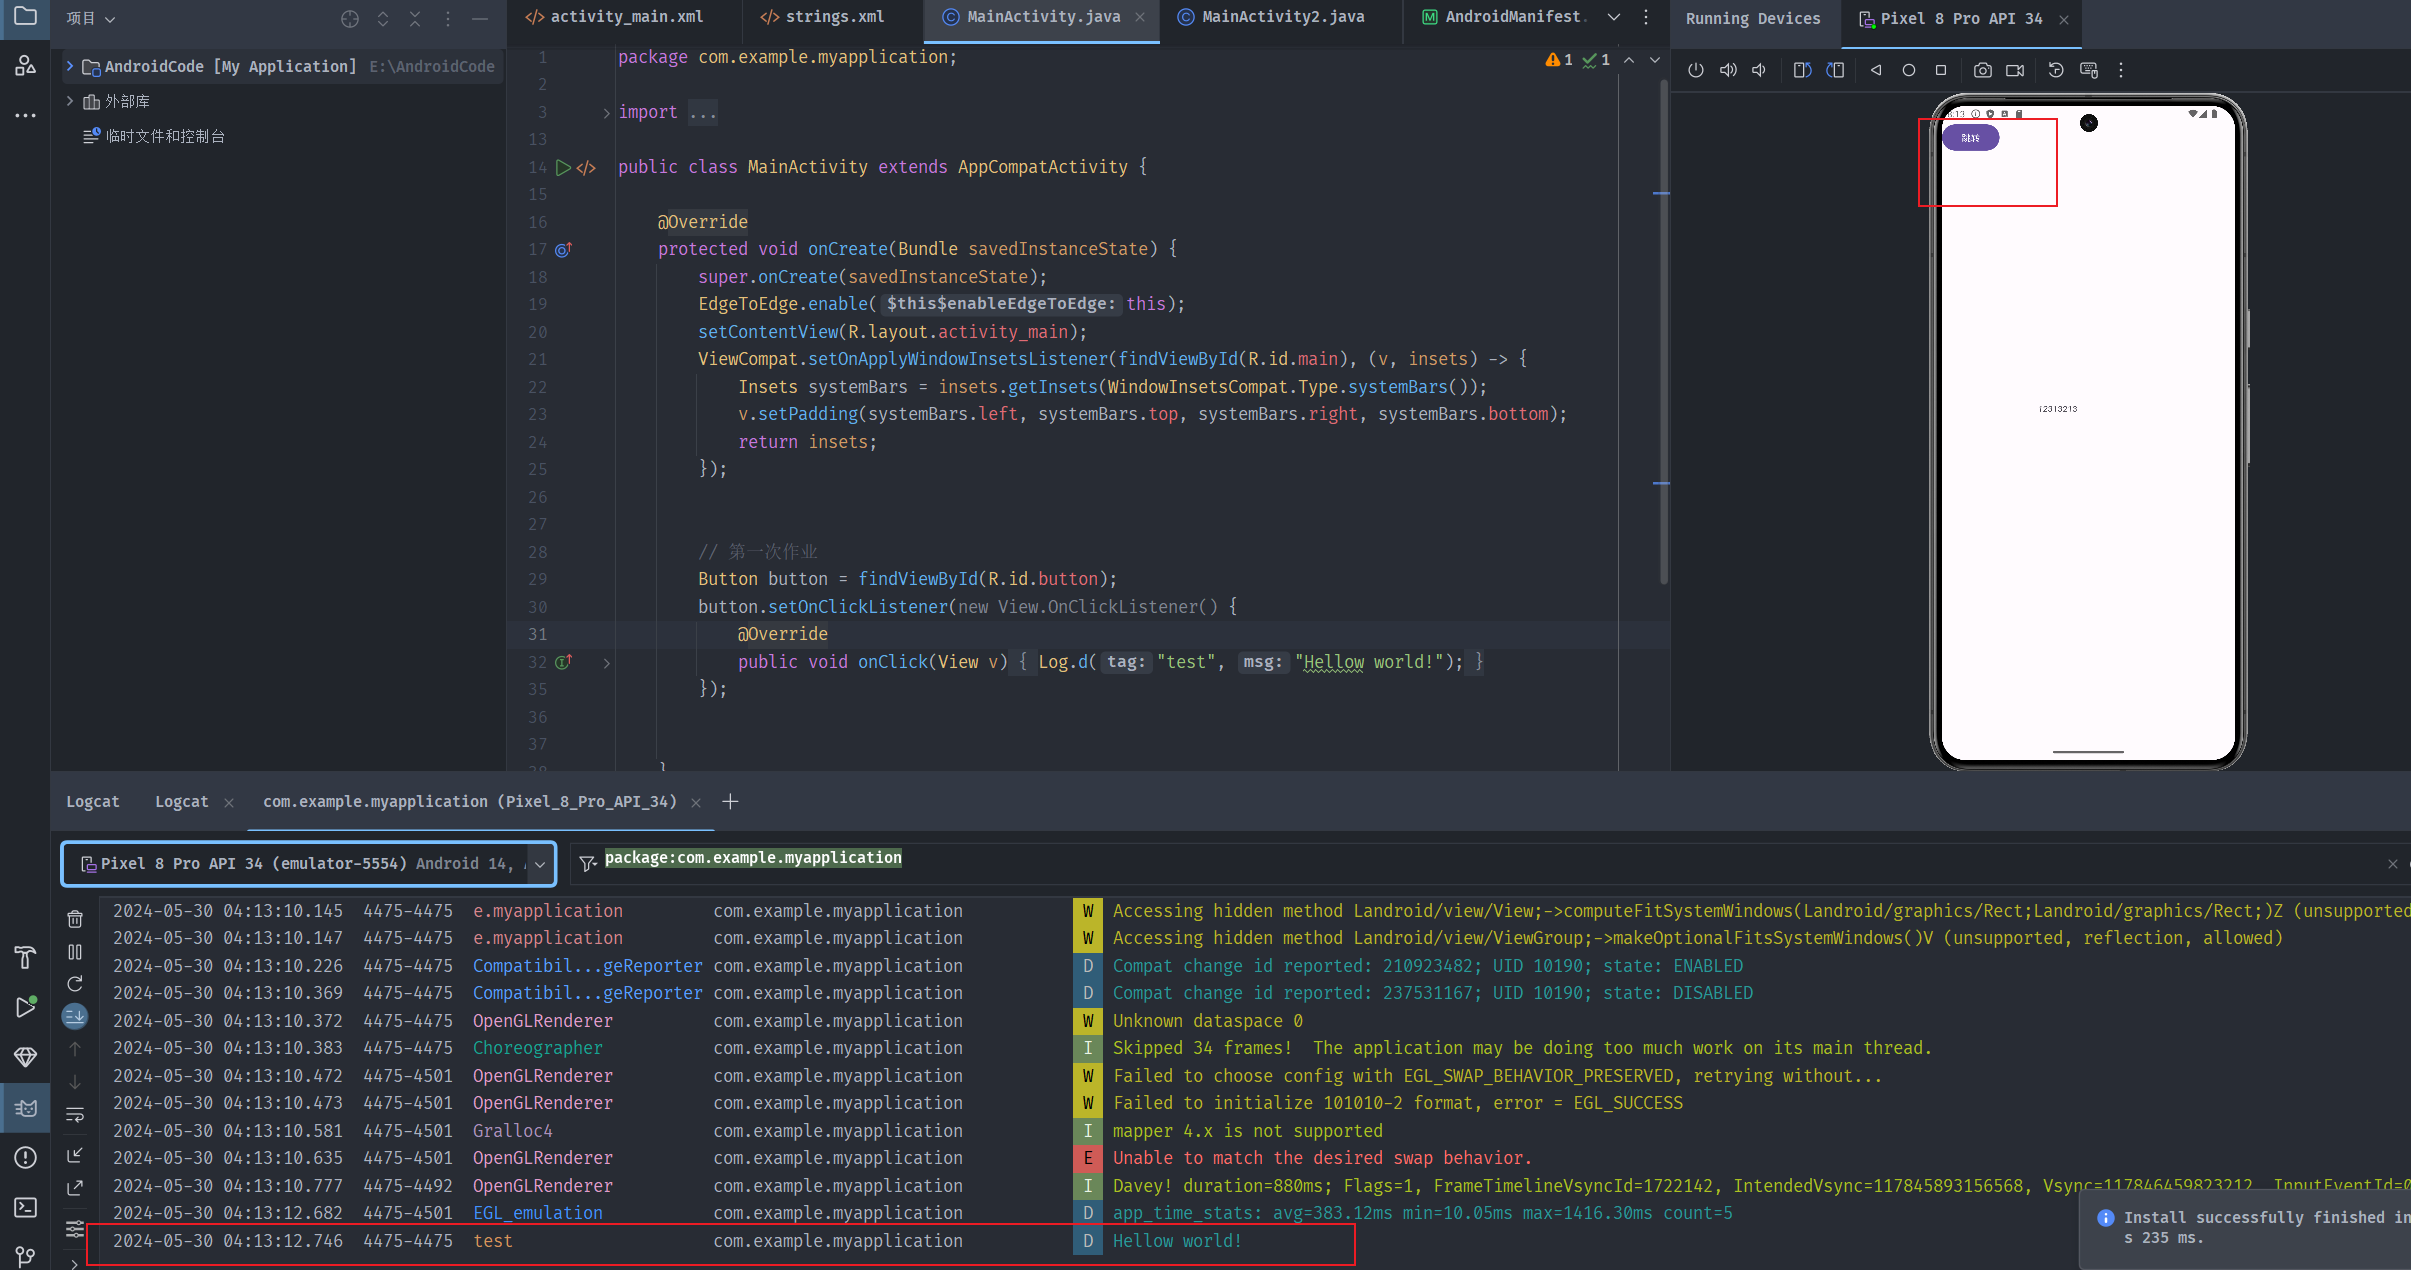 项目
activity_main.xml
strings.xml
MainActivity.java
MainActivity2.java
AndroidManifest.
Running Devices
Pixel 8 Pro API 34
AndroidCode [My Application] E:\AndroidCode
外部库
临时文件和控制台
1 package com.example.myapplication;
1 1
2
3 import ...
13
14 public class MainActivity extends AppCompatActivity {
15
16 @Override
17 protected void onCreate(Bundle savedInstanceState) {
18 super.onCreate(savedInstanceState);
19 EdgeToEdge.enable( $this$enableEdgeToEdge: this);
20 setContentView(R.layout.activity_main);
21 ViewCompat.setOnApplyWindowInsetsListener(findViewById(R.id.main), (v, insets) -> {
22 Insets systemBars = insets.getInsets(WindowInsetsCompat.Type.systemBars());
23 v.setPadding(systemBars.left, systemBars.top, systemBars.right, systemBars.bottom);
24 return insets;
25 });
26
27
28 // 第一次作业
29 Button button = findViewById(R.id.button);
30 button.setOnClickListener(new View.OnClickListener() {
31 @Override
32 public void onClick(View v) { Log.d( tag: "test", msg: "Hellow world!"); }
35 });
36
37
}
跳转
12313213
Logcat
Logcat
com.example.myapplication (Pixel_8_Pro_API_34)
Pixel 8 Pro API 34 (emulator-5554) Android 14,
package:com.example.myapplication
2024-05-30 04:13:10.145 4475-4475 e.myapplication com.example.myapplication W Accessing hidden method Landroid/view/View;->computeFitSystemWindows(Landroid/graphics/Rect;Landroid/graphics/Rect;)Z (unsupported
2024-05-30 04:13:10.147 4475-4475 e.myapplication com.example.myapplication W Accessing hidden method Landroid/view/ViewGroup;->makeOptionalFitsSystemWindows()V (unsupported, reflection, allowed)
2024-05-30 04:13:10.226 4475-4475 Compatibil...geReporter com.example.myapplication D Compat change id reported: 210923482; UID 10190; state: ENABLED
2024-05-30 04:13:10.369 4475-4475 Compatibil...geReporter com.example.myapplication D Compat change id reported: 237531167; UID 10190; state: DISABLED
2024-05-30 04:13:10.372 4475-4475 OpenGLRenderer com.example.myapplication W Unknown dataspace 0
2024-05-30 04:13:10.383 4475-4475 Choreographer com.example.myapplication I Skipped 34 frames! The application may be doing too much work on its main thread.
2024-05-30 04:13:10.472 4475-4501 OpenGLRenderer com.example.myapplication W Failed to choose config with EGL_SWAP_BEHAVIOR_PRESERVED, retrying without...
2024-05-30 04:13:10.473 4475-4501 OpenGLRenderer com.example.myapplication W Failed to initialize 101010-2 format, error = EGL_SUCCESS
2024-05-30 04:13:10.581 4475-4501 Gralloc4 com.example.myapplication I mapper 4.x is not supported
2024-05-30 04:13:10.635 4475-4501 OpenGLRenderer com.example.myapplication E Unable to match the desired swap behavior.
2024-05-30 04:13:10.777 4475-4492 OpenGLRenderer com.example.myapplication I Davey! duration=880ms; Flags=1, FrameTimelineVsyncId=1722142, IntendedVsync=117845893156568, Vsync=117846459823212, InputEventId=0
2024-05-30 04:13:12.682 4475-4501 EGL_emulation com.example.myapplication D app_time_stats: avg=383.12ms min=10.05ms max=1416.30ms count=5
2024-05-30 04:13:12.746 4475-4475 test com.example.myapplication D Hellow world!
Install successfully finished in
s 235 ms.